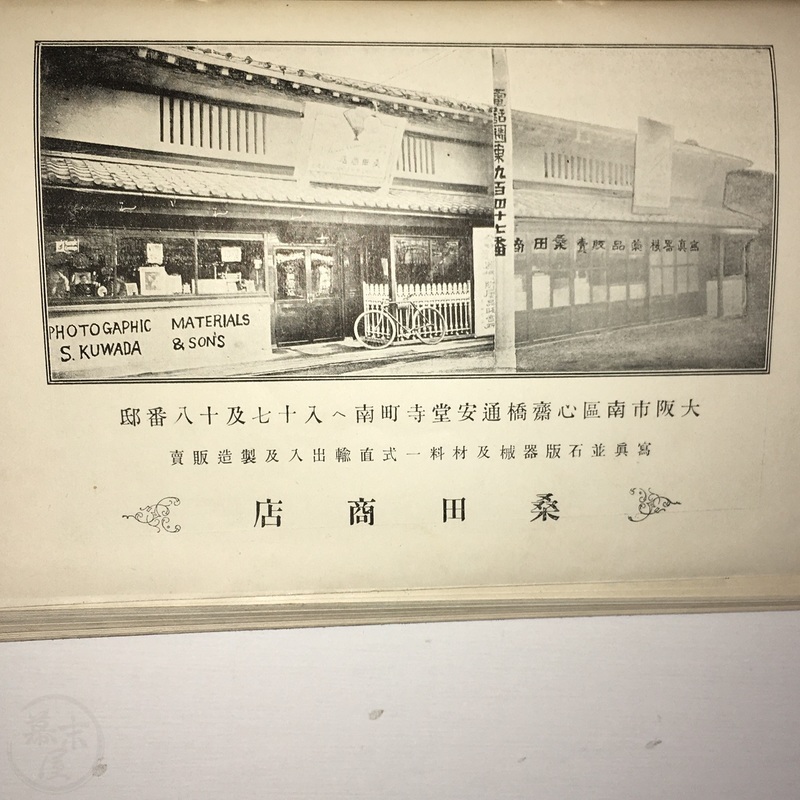 電話東九百四十七番
寫眞器械藥品販賣 桑田商
PHOTOGAPHIC MATERIALS
S. KUWADA & SON'S
大阪市南區心齋橋通安堂寺町南へ入十七及十八番邸
寫眞並石版器械及材料一式直輸出入及製造販賣
桑田商店
幕末屋